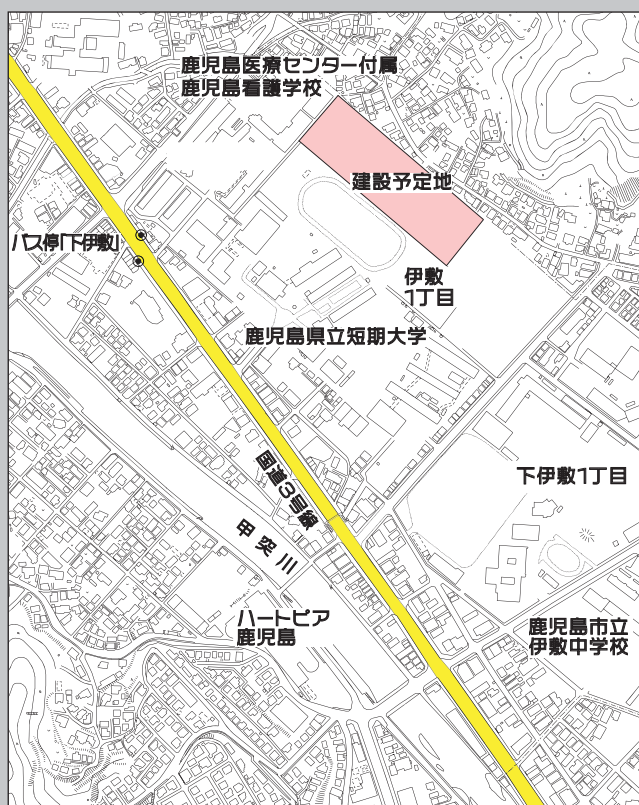 鹿児島医療センター付属
鹿児島看護学校
建設予定地
バス停「下伊敷」
伊敷
1丁目
鹿児島県立短期大学
国道3号線
下伊敷1丁目
甲突川
ハートピア
鹿児島
鹿児島市立
伊敷中学校